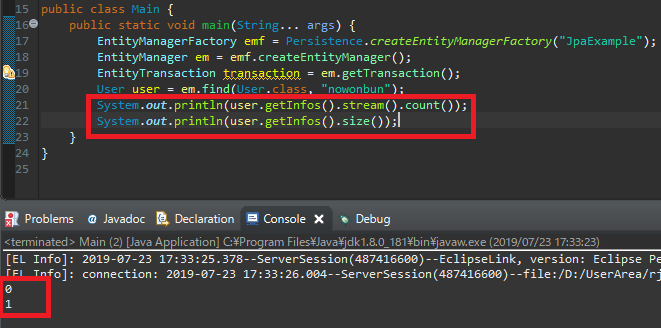 15 public class Main {
16 public static void main(String... args) {
17 EntityManagerFactory emf = Persistence.createEntityManagerFactory("JpaExample");
18 EntityManager em = emf.createEntityManager();
19 EntityTransaction transaction = em.getTransaction();
20 User user = em.find(User.class, "nowonbun");
21 System.out.println(user.getInfos().stream().count());
22 System.out.println(user.getInfos().size());
23 }
24 }
25
Problems @ Javadoc Declaration Console Debug
<terminated> Main (2) [Java Application] C:¥Program Files¥Java¥jdk1.8.0_181¥bin¥javaw.exe (2019/07/23 17:33:23)
[EL Info]: 2019-07-23 17:33:25.378--ServerSession(487416600)--EclipseLink, version: Eclipse Pe
[EL Info]: connection: 2019-07-23 17:33:26.004--ServerSession(487416600)--file:/D:/UserArea/rj
0
1